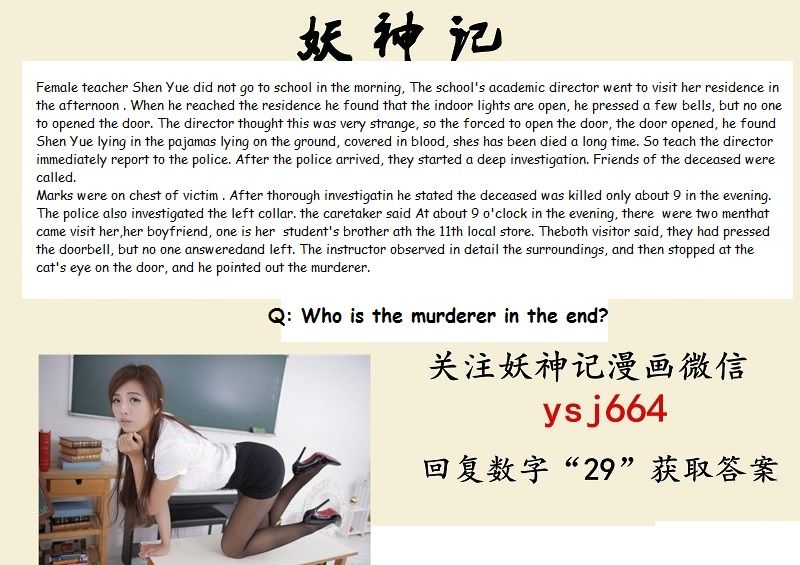 妖神记
Female teacher Shen Yue did not go to school in the morning, The school's academic director went to visit her residence in
the afternoon . When he reached the residence he found that the indoor lights are open, he pressed a few bells, but no one
to opened the door. The director thought this was very strange, so the forced to open the door, the door opened, he found
Shen Yue lying in the pajamas lying on the ground, covered in blood, shes has been died a long time. So teach the director
immediately report to the police. After the police arrived, they started a deep investigation. Friends of the deceased were
called.
Marks were on chest of victim . After thorough investigatin he stated the deceased was killed only about 9 in the evening.
The police also investigated the left collar. the caretaker said At about 9 o'clock in the evening, there were two menthat
came visit her,her boyfriend, one is her student's brother ath the 11th local store. Theboth visitor said, they had pressed
the doorbell, but no one answeredand left. The instructor observed in detail the surroundings, and then stopped at the
cat's eye on the door, and he pointed out the murderer.
Q: Who is the murderer in the end?
关注妖神记漫画微信
ysj664
回复数字“29”获取答案